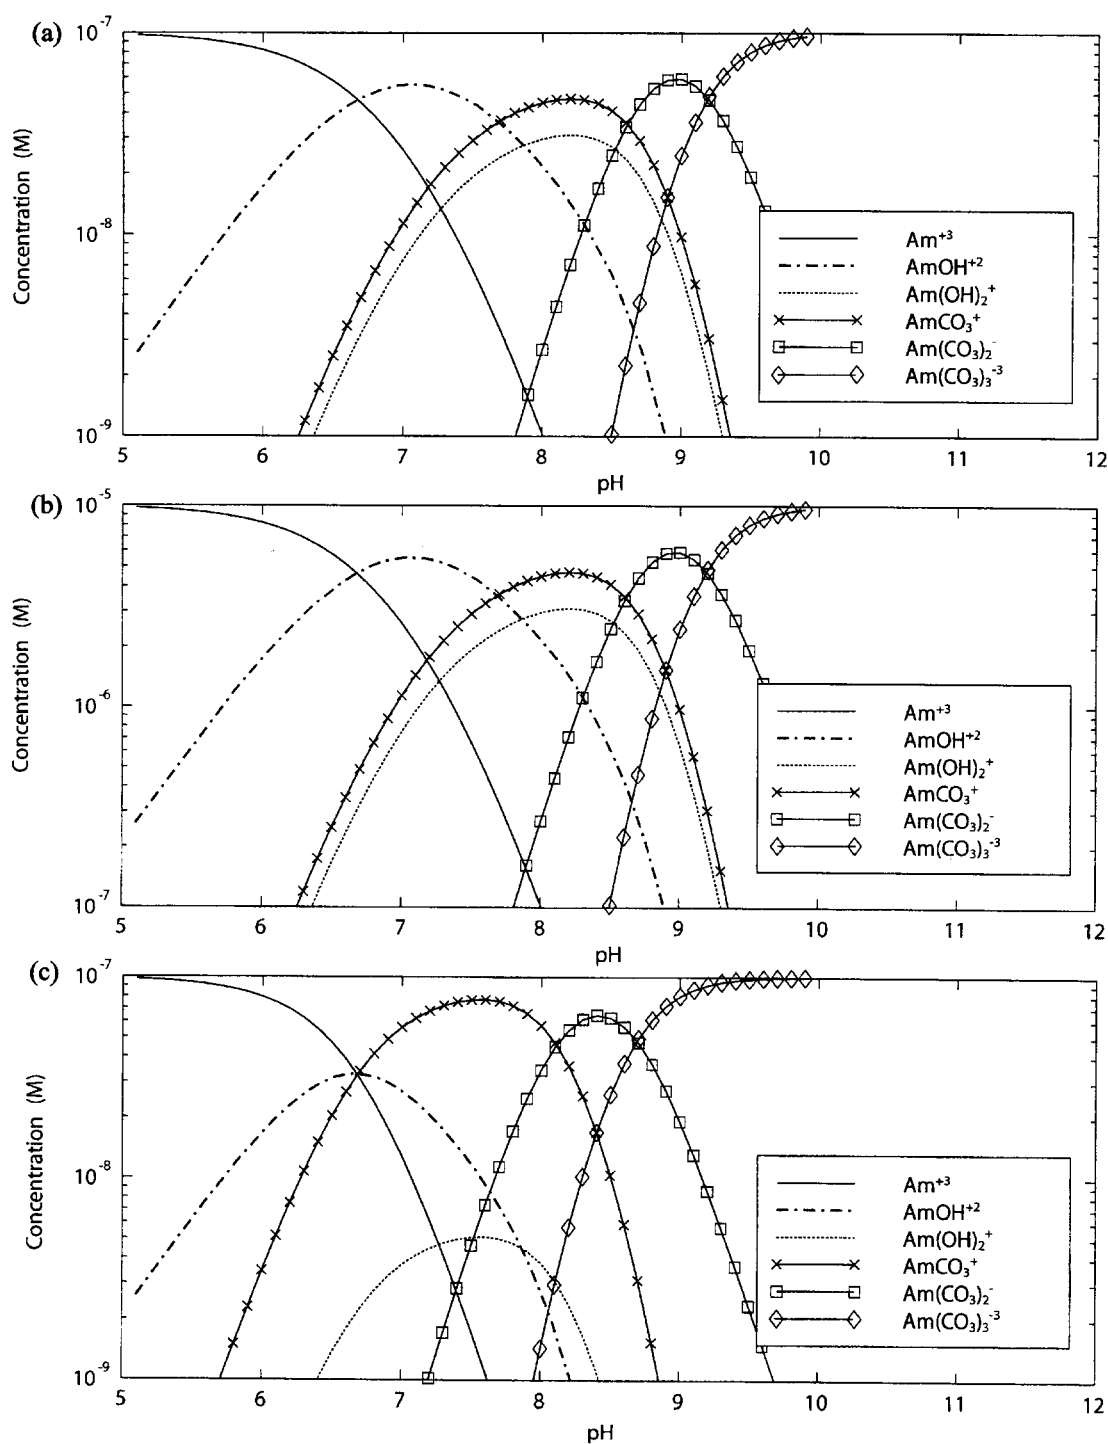 (a)
10⁻⁷
10⁻⁸
10⁻⁹
Concentration (M)
Am⁺³
AmOH⁺²
Am(OH)₂⁺
AmCO₃⁺
Am(CO₃)₂⁻
Am(CO₃)₃⁻³
5 6 7 8 9 10 11 12
pH
(b)
10⁻⁵
10⁻⁶
10⁻⁷
Concentration (M)
Am⁺³
AmOH⁺²
Am(OH)₂⁺
AmCO₃⁺
Am(CO₃)₂⁻
Am(CO₃)₃⁻³
5 6 7 8 9 10 11 12
pH
(c)
10⁻⁷
10⁻⁸
10⁻⁹
Concentration (M)
Am⁺³
AmOH⁺²
Am(OH)₂⁺
AmCO₃⁺
Am(CO₃)₂⁻
Am(CO₃)₃⁻³
5 6 7 8 9 10 11 12
pH